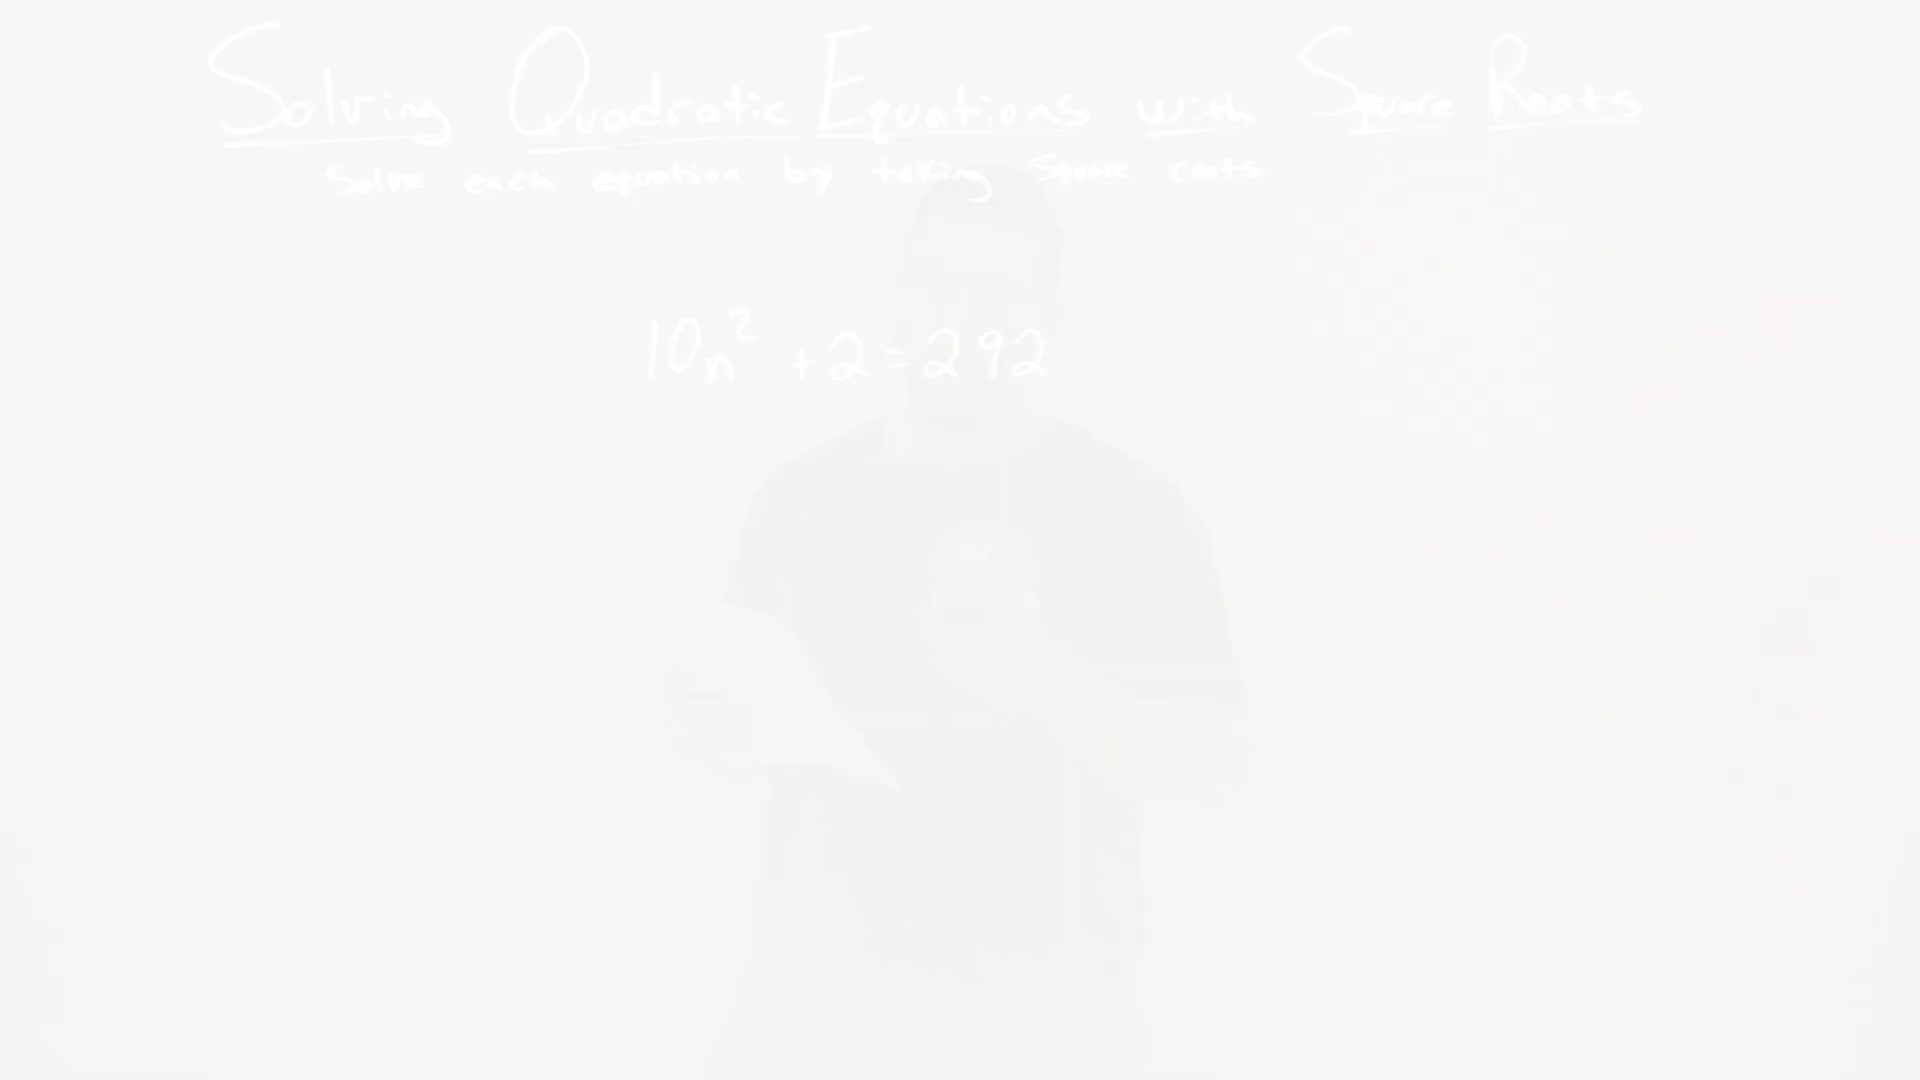 Solving Quadratic Equations with Square Roots
Solve each equation by taking Square roots
10n² + 2 = 292